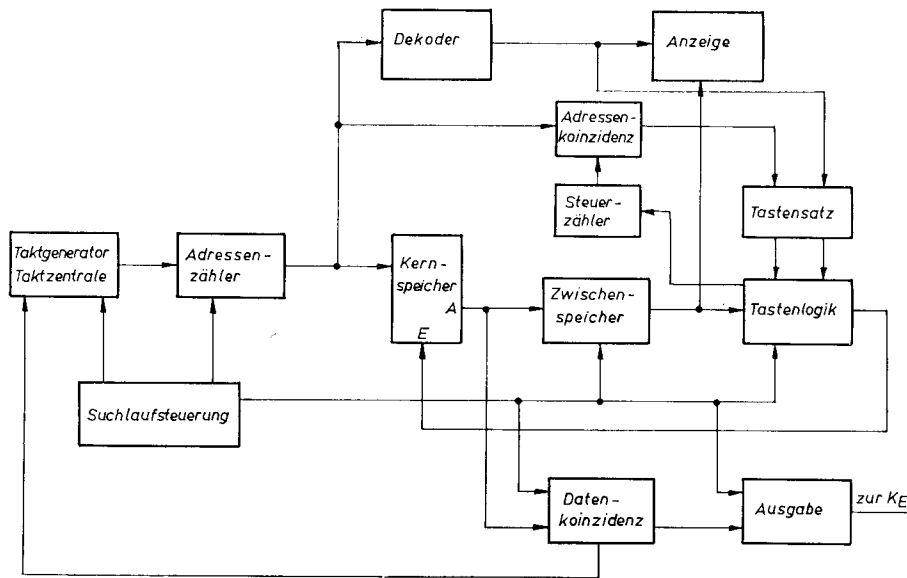 Dekoder
Anzeige
Adressen-
koinzidenz
Steuer-
zähler
Tastensatz
Taktgenerator
Taktzentrale
Adressen-
zähler
Kern-
speicher
A
E
Zwischen-
speicher
Tastenlogik
Suchlaufsteuerung
Daten-
koinzidenz
Ausgabe
zur KE